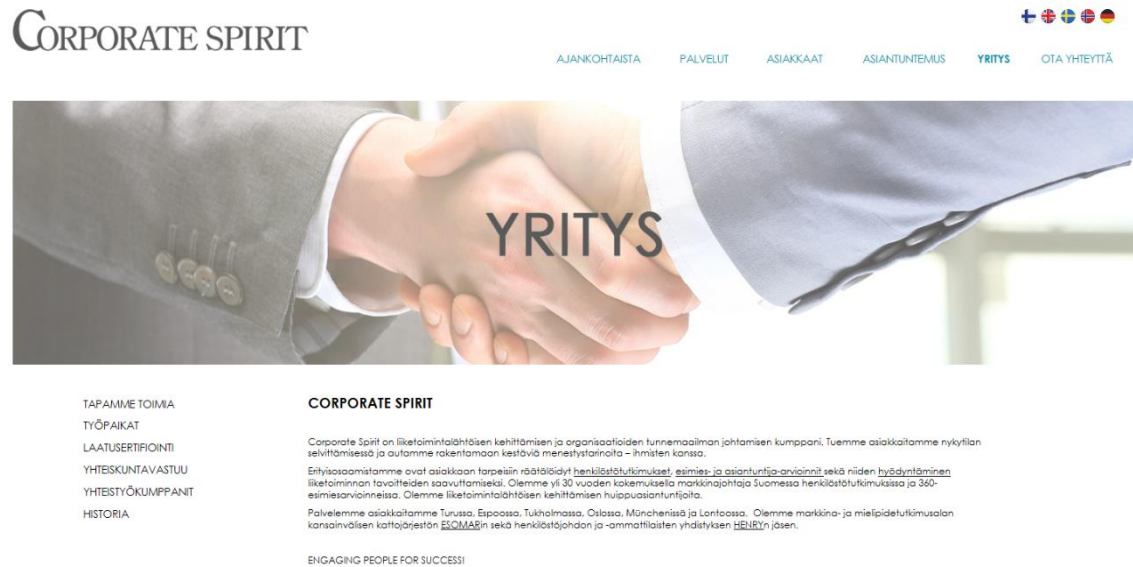 CORPORATE SPIRIT
AJANKOHTAISTA PALVELUT ASIAKKAAT ASIANTUNTEMUS YRITYS OTA YHTEYTTÄ
YRITYS
TAPAMME TOIMIA
TYÖPAIKAT
LAATUSERTIFIOINTI
YHTEISKUNTAVASTUU
YHTEISTYÖKUMPPANIT
HISTORIA
CORPORATE SPIRIT
Corporate Spirit on liiketoimintalähtöisen kehittämisen ja organisaatioiden tunnemaailman johtamisen kumppani. Tuemme asiakkaitamme nykytilan
selvittämisessä ja autamme rakentamaan kestäviä menestystarinoita – ihmisten kanssa.
Erityisosaamistamme ovat asiakkaan tarpeisiin räätälöidyt henkilöstötutkimukset, esimies- ja asiantuntija-arvioinnit sekä niiden hyödyntäminen
liiketoiminnan tavoitteiden saavuttamiseksi. Olemme yli 30 vuoden kokemuksella markkinajohtaja Suomessa henkilöstötutkimuksissa ja 360-
esimiesarvioinneissa. Olemme liiketoimintalähtöisen kehittämisen huippuasiantuntijoita.
Palvelemme asiakkaitamme Turussa, Espoossa, Tukholmassa, Oslossa, Münchenissä ja Lontoossa. Olemme markkina- ja mielipidetutkimusalan
kansainvälisen kattojärjestön ESOMARin sekä henkilöstöjohdon ja -ammattilaisten yhdistyksen HENRYn jäsen.
ENGAGING PEOPLE FOR SUCCESS!